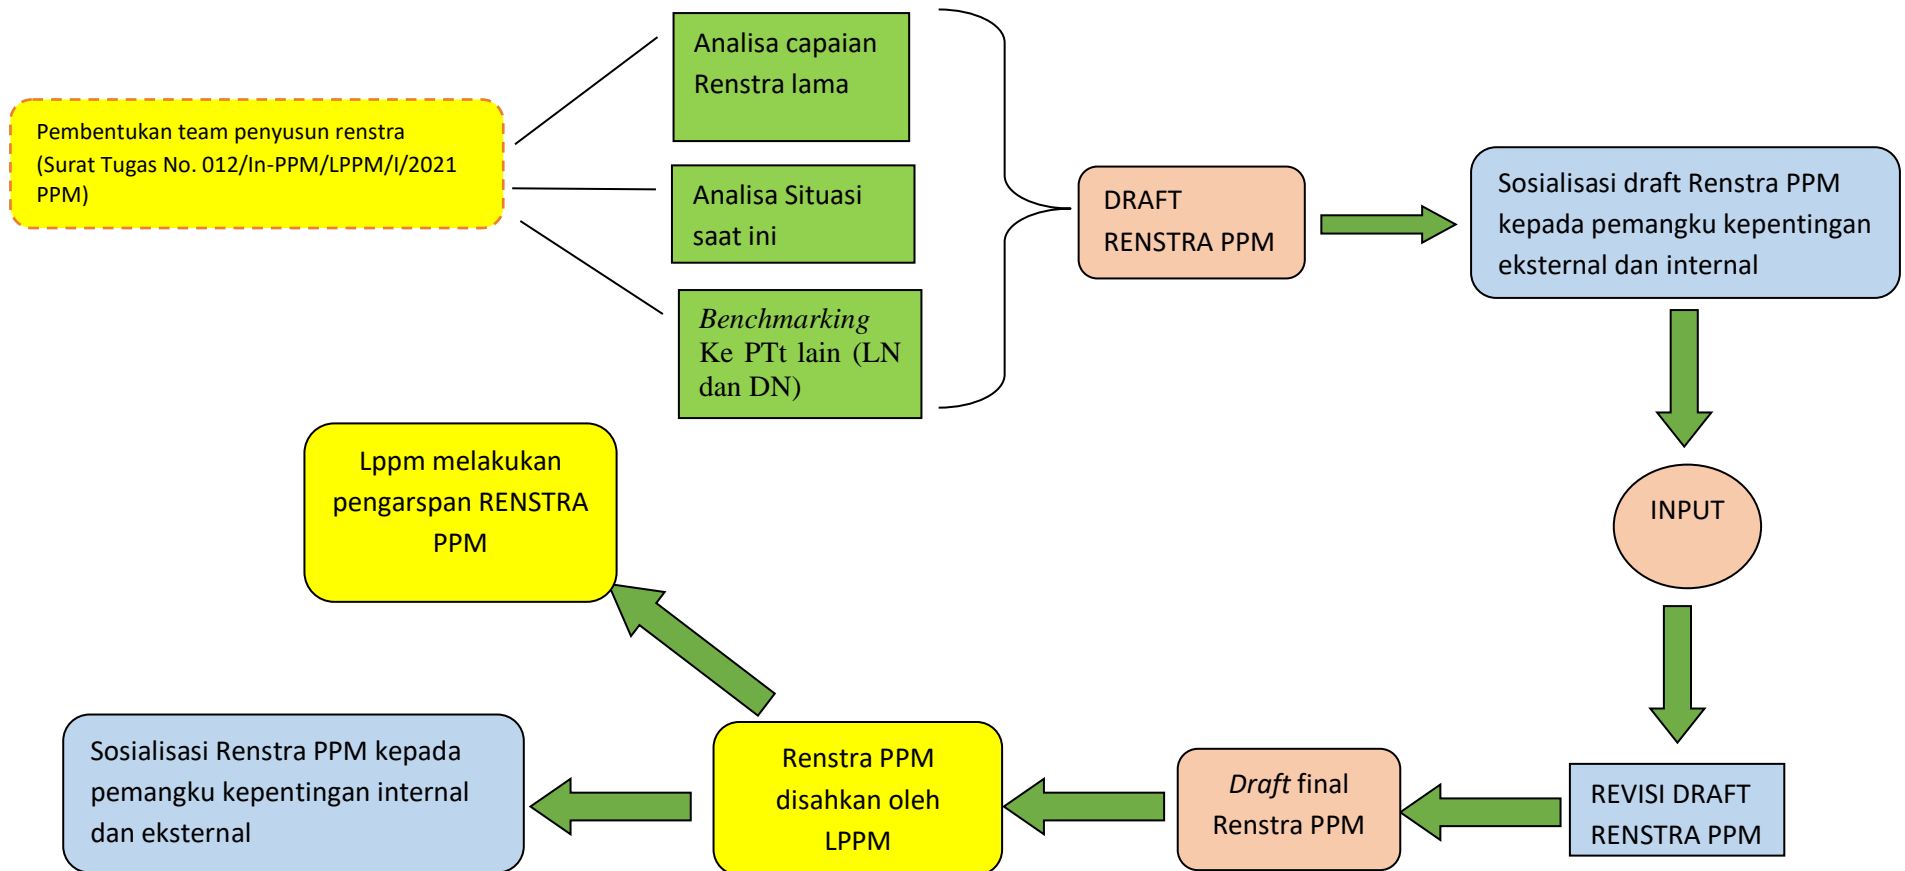 Pembentukan team penyusun renstra
(Surat Tugas No. 012/In-PPM/LPPM/I/2021
PPM)
Analisa capaian
Renstra lama
Analisa Situasi
saat ini
Benchmarking
Ke PTt lain (LN
dan DN)
DRAFT
RENSTRA PPM
Sosialisasi draft Renstra PPM
kepada pemangku kepentingan
eksternal dan internal
INPUT
REVISI DRAFT
RENSTRA PPM
Draft final
Renstra PPM
Renstra PPM
disahkan oleh
LPPM
Lppm melakukan
pengarspan RENSTRA
PPM
Sosialisasi Renstra PPM kepada
pemangku kepentingan internal
dan eksternal